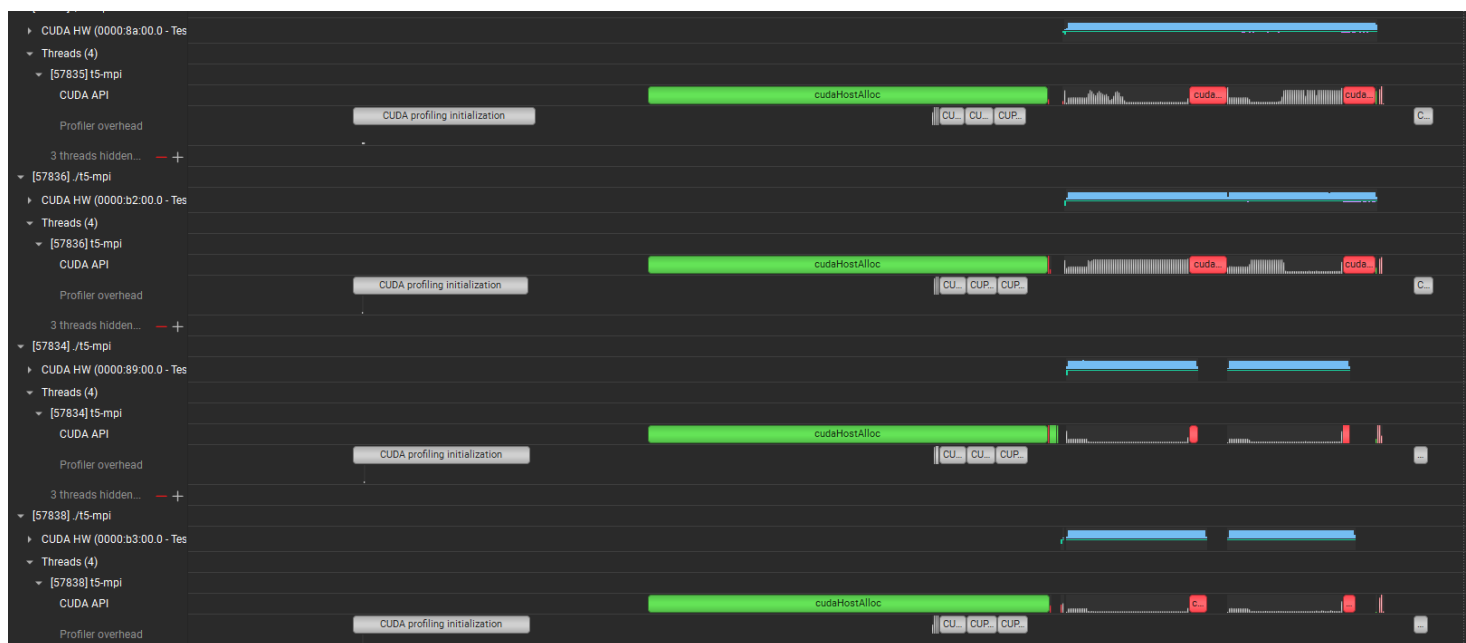 CUDA HW (0000:8a:00.0 - Tes
Threads (4)
[57835] t5-mpi
CUDA API
cudaHostAlloc
cuda...
cuda...
Profiler overhead
CUDA profiling initialization
CU...
CU...
CUP...
C...
3 threads hidden...
[57836] ./t5-mpi
CUDA HW (0000:b2:00.0 - Tes
Threads (4)
[57836] t5-mpi
CUDA API
cudaHostAlloc
cuda...
cuda...
Profiler overhead
CUDA profiling initialization
CU...
CUP...
CUP...
C...
3 threads hidden...
[57834] ./t5-mpi
CUDA HW (0000:89:00.0 - Tes
Threads (4)
[57834] t5-mpi
CUDA API
cudaHostAlloc
Profiler overhead
CUDA profiling initialization
CU...
CU...
CUP...
...
3 threads hidden...
[57838] ./t5-mpi
CUDA HW (0000:b3:00.0 - Tes
Threads (4)
[57838] t5-mpi
CUDA API
cudaHostAlloc
c...
...
Profiler overhead
CUDA profiling initialization
CU...
CUP...
CUP...
...